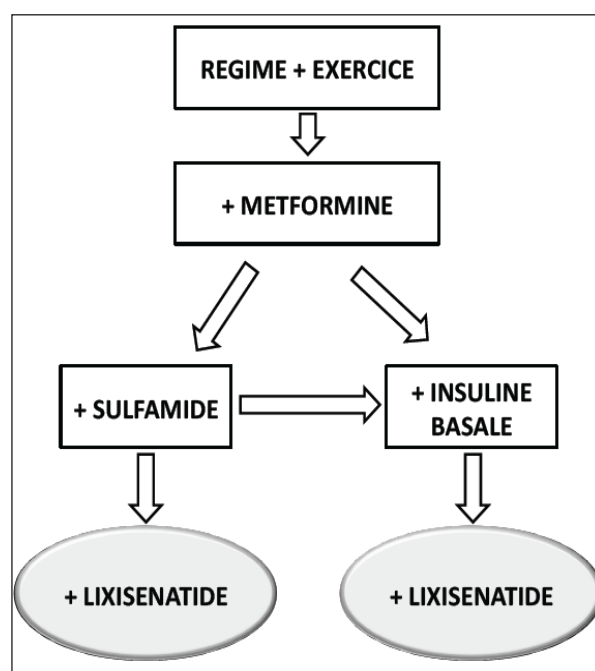 REGIME + EXERCICE
+ METFORMINE
+ SULFAMIDE
+ INSULINE
BASALE
+ LIXISENATIDE
+ LIXISENATIDE